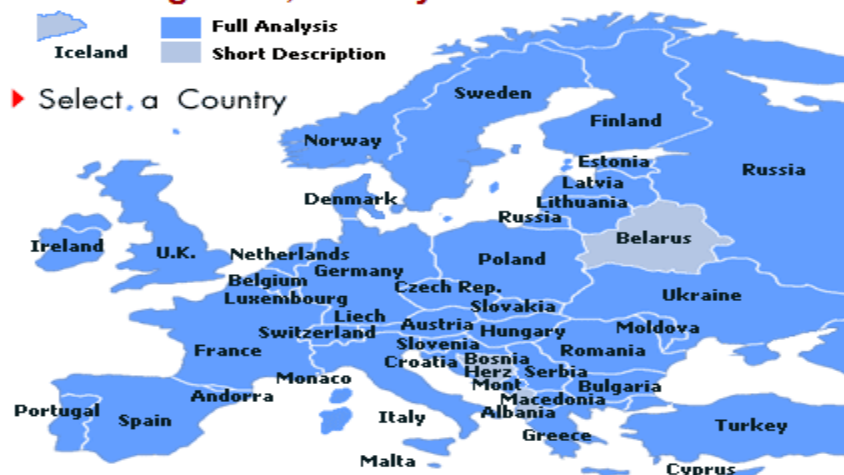 Full Analysis
Iceland
Short Description
Select a Country
Sweden
Finland
Norway
Estonia
Russia
Latvia
Denmark
Lithuania
Russia
Belarus
Ireland
U.K.
Netherlands
Poland
Germany
Belgium
Czech Rep.
Luxembourg
Ukraine
Slovakia
Liech
Austria
Moldova
Switzerland
Hungary
Slovenia
France
Romania
Croatia
Bosnia
Herz
Serbia
Monaco
Mont
Bulgaria
Andorra
Macedonia
Portugal
Albania
Spain
Italy
Turkey
Greece
Malta
Cyprus